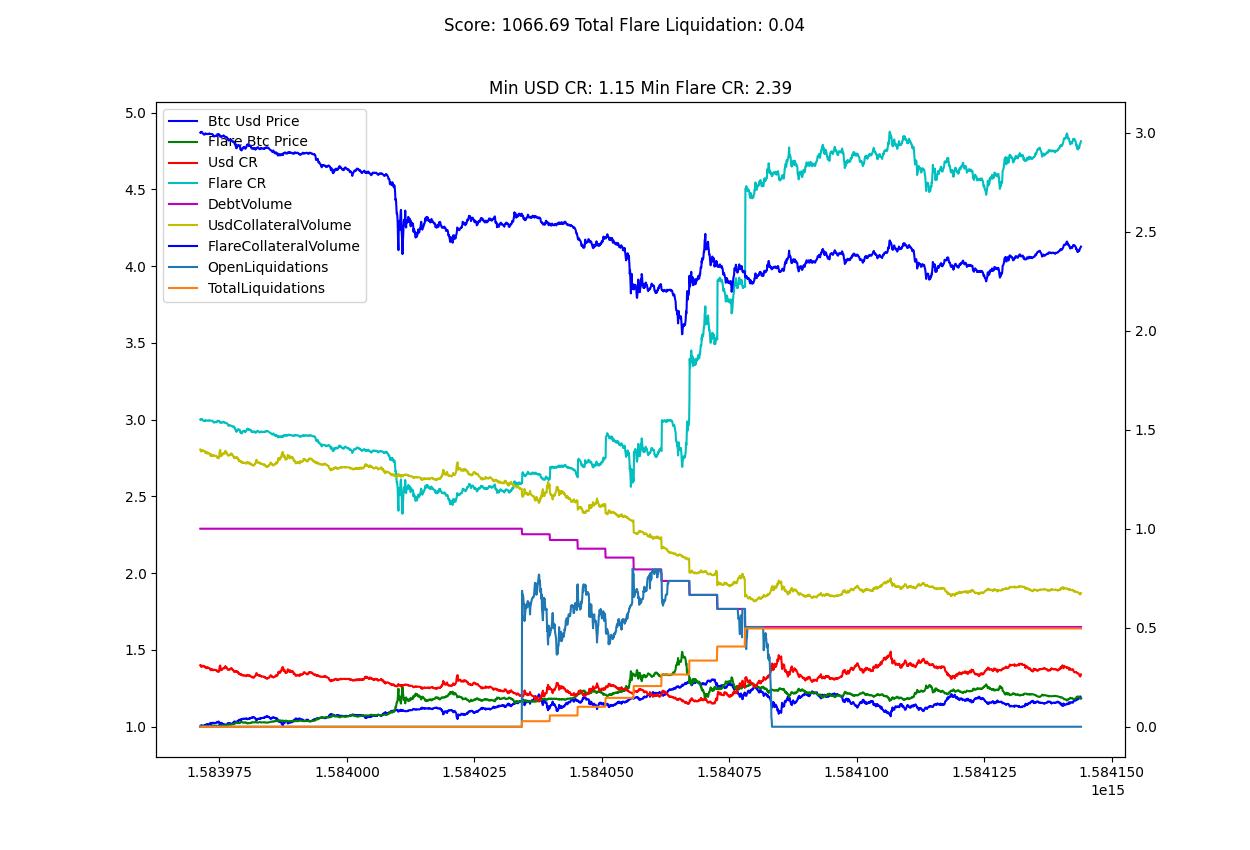 Score: 1066.69 Total Flare Liquidation: 0.04
Min USD CR: 1.15 Min Flare CR: 2.39
Btc Usd Price
Flare Btc Price
Usd CR
Flare CR
DebtVolume
UsdCollateralVolume
FlareCollateralVolume
OpenLiquidations
TotalLiquidations
5.0
4.5
4.0
3.5
3.0
2.5
2.0
1.5
1.0
3.0
2.5
2.0
1.5
1.0
0.5
0.0
1.583975 1.584000 1.584025 1.584050 1.584075 1.584100 1.584125 1.584150
1e15